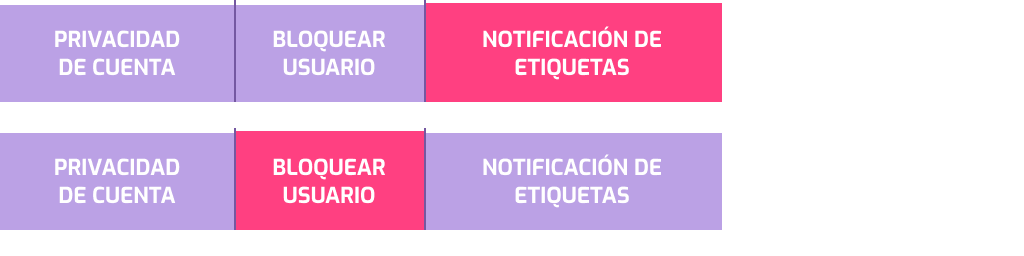 PRIVACIDAD
DE CUENTA
BLOQUEAR
USUARIO
NOTIFICACIÓN DE
ETIQUETAS
PRIVACIDAD
DE CUENTA
BLOQUEAR
USUARIO
NOTIFICACIÓN DE
ETIQUETAS